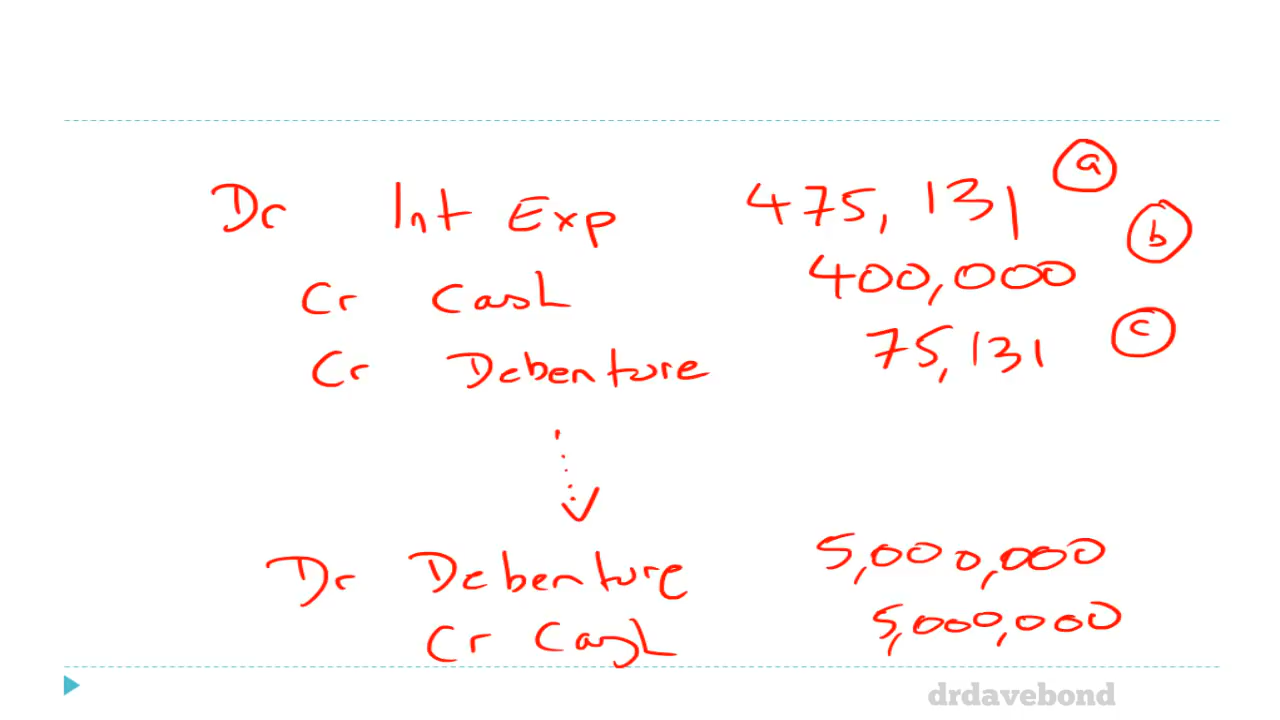 Dr Int Exp 475,131 a
b
Cr Cash 400,000
Cr Debenture 75,131 c
Dr Debenture 5,000,000
Cr Cash 5,000,000
drdavebond